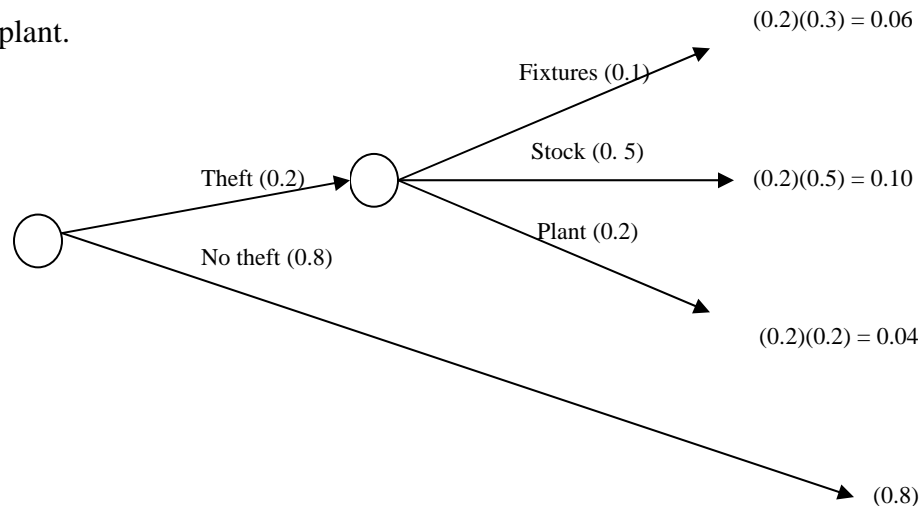 plant.
(0.2)(0.3) = 0.06
Fixtures (0.1)
Stock (0. 5)
Theft (0.2)
(0.2)(0.5) = 0.10
Plant (0.2)
No theft (0.8)
(0.2)(0.2) = 0.04
(0.8)